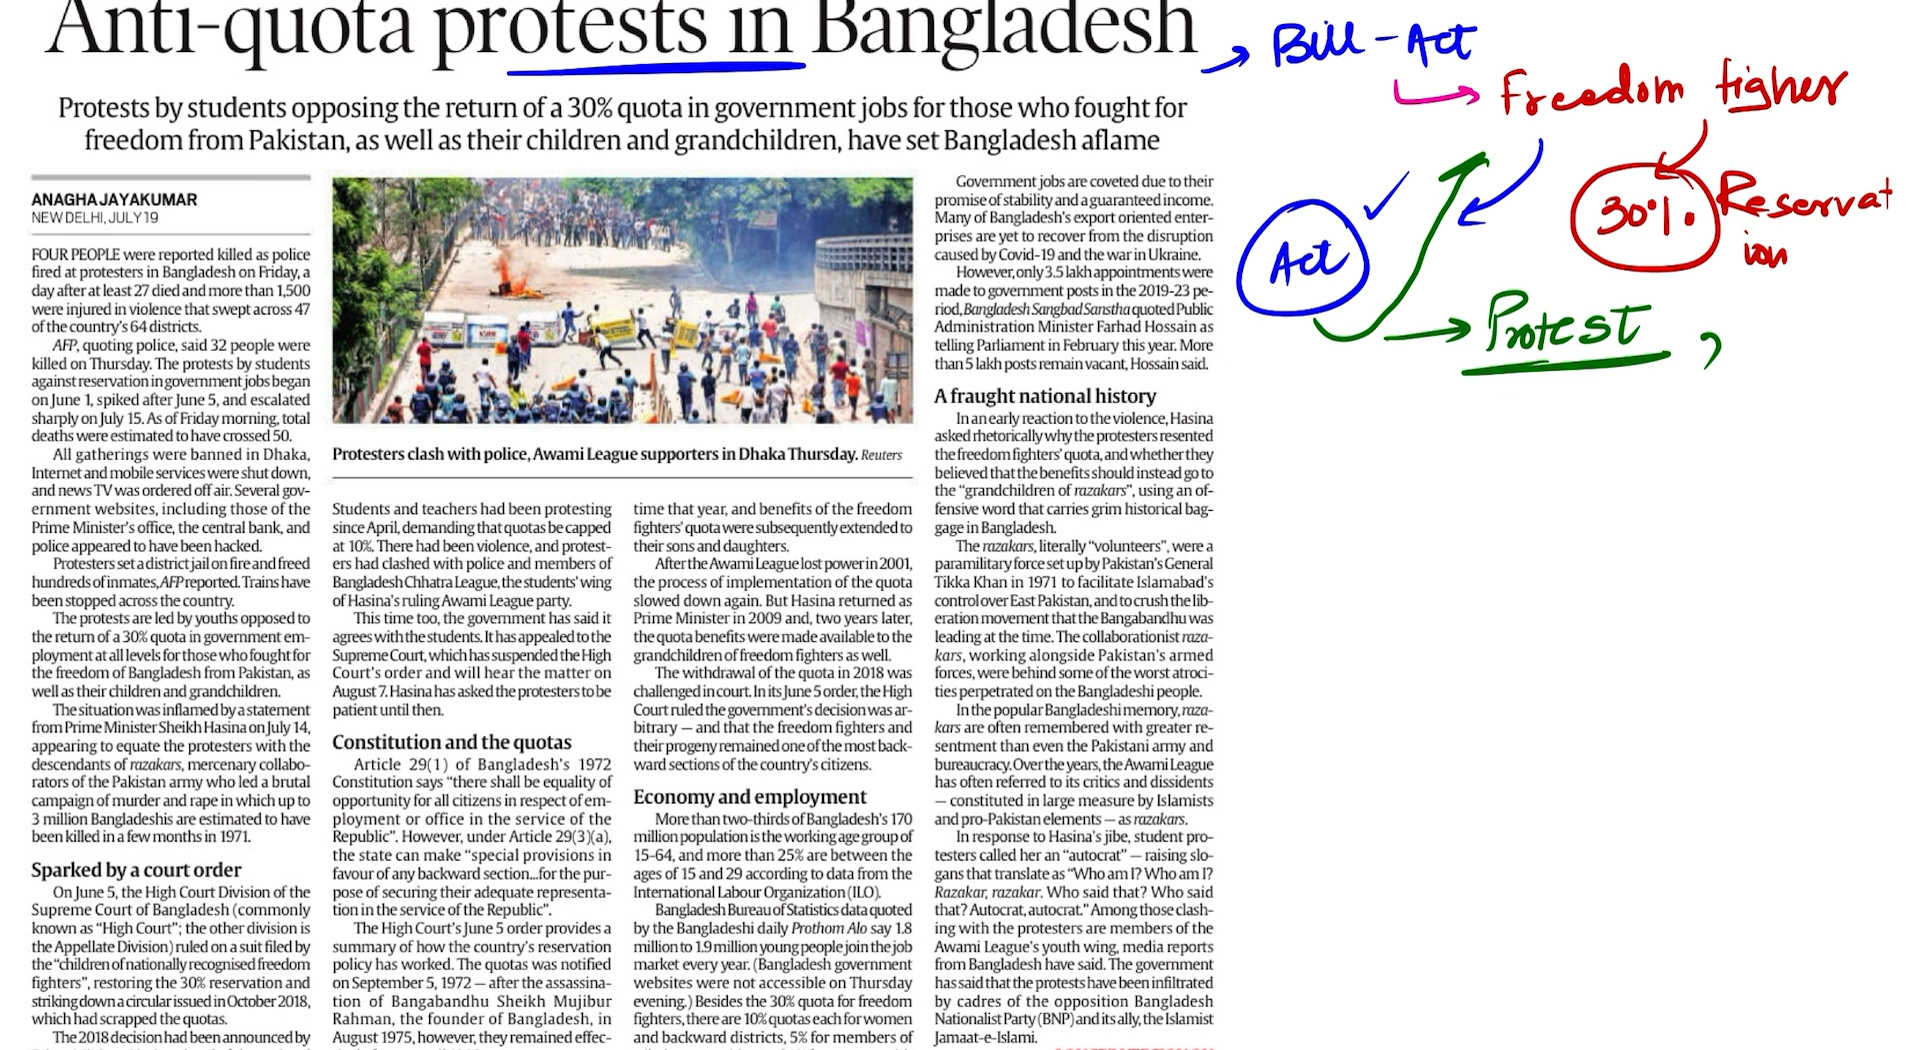 Anti-quota protests in Bangladesh
Protests by students opposing the return of a 30% quota in government jobs for those who fought for
freedom from Pakistan, as well as their children and grandchildren, have set Bangladesh aflame
ANAGHA JAYAKUMAR
NEW DELHI, JULY 19
FOUR PEOPLE were reported killed as police
fired at protesters in Bangladesh on Friday, a
day after at least 27 died and more than 1,500
were injured in violence that swept across 47
of the country's 64 districts.
AFP, quoting police, said 32 people were
killed on Thursday. The protests by students
against reservation in government jobs began
on June 1, spiked after June 5, and escalated
sharply on July 15. As of Friday morning, total
deaths were estimated to have crossed 50.
All gatherings were banned in Dhaka,
Internet and mobile services were shut down,
and news TV was ordered off air. Several gov-
ernment websites, including those of the
Prime Minister's office, the central bank, and
police appeared to have been hacked.
Protesters set a district jail on fire and freed
hundreds of inmates, AFP reported. Trains have
been stopped across the country.
The protests are led by youths opposed to
the return of a 30% quota in government em-
ployment at all levels for those who fought for
the freedom of Bangladesh from Pakistan, as
well as their children and grandchildren.
The situation was inflamed by a statement
from Prime Minister Sheikh Hasina on July 14,
appearing to equate the protesters with the
descendants of razakars, mercenary collabo-
rators of the Pakistan army who led a brutal
campaign of murder and rape in which up to
3 million Bangladeshis are estimated to have
been killed in a few months in 1971.
Sparked by a court order
On June 5, the High Court Division of the
Supreme Court of Bangladesh (commonly
known as "High Court"; the other division is
the Appellate Division) ruled on a suit filed by
the "children of nationally recognised freedom
fighters", restoring the 30% reservation and
striking down a circular issued in October 2018,
which had scrapped the quotas.
The 2018 decision had been announced by
Protesters clash with police, Awami League supporters in Dhaka Thursday. Reuters
Students and teachers had been protesting
since April, demanding that quotas be capped
at 10%. There had been violence, and protest-
ers had clashed with police and members of
Bangladesh Chhatra League, the students' wing
of Hasina's ruling Awami League party.
This time too, the government has said it
agrees with the students. It has appealed to the
Supreme Court, which has suspended the High
Court's order and will hear the matter on
August 7. Hasina has asked the protesters to be
patient until then.
Constitution and the quotas
Article 29(1) of Bangladesh's 1972
Constitution says "there shall be equality of
opportunity for all citizens in respect of em-
ployment or office in the service of the
Republic". However, under Article 29(3)(a),
the state can make "special provisions in
favour of any backward section...for the pur-
pose of securing their adequate representa-
tion in the service of the Republic".
The High Court's June 5 order provides a
summary of how the country's reservation
policy has worked. The quotas was notified
on September 5, 1972 — after the assassina-
tion of Bangabandhu Sheikh Mujibur
Rahman, the founder of Bangladesh, in
August 1975, however, they remained effec-
time that year, and benefits of the freedom
fighters' quota were subsequently extended to
their sons and daughters.
After the Awami League lost power in 2001,
the process of implementation of the quota
slowed down again. But Hasina returned as
Prime Minister in 2009 and, two years later,
the quota benefits were made available to the
grandchildren of freedom fighters as well.
The withdrawal of the quota in 2018 was
challenged in court. In its June 5 order, the High
Court ruled the government's decision was ar-
bitrary — and that the freedom fighters and
their progeny remained one of the most back-
ward sections of the country's citizens.
Economy and employment
More than two-thirds of Bangladesh's 170
million population is the working age group of
15-64, and more than 25% are between the
ages of 15 and 29 according to data from the
International Labour Organization (ILO).
Bangladesh Bureau of Statistics data quoted
by the Bangladeshi daily Prothom Alo say 1.8
million to 1.9 million young people join the job
market every year. (Bangladesh government
websites were not accessible on Thursday
evening.) Besides the 30% quota for freedom
fighters, there are 10% quotas each for women
and backward districts, 5% for members of
Government jobs are coveted due to their
promise of stability and a guaranteed income.
Many of Bangladesh's export oriented enter-
prises are yet to recover from the disruption
caused by Covid-19 and the war in Ukraine.
However, only 3.5 lakh appointments were
made to government posts in the 2019-23 pe-
riod, Bangladesh Sangbad Sanstha quoted Public
Administration Minister Farhad Hossain as
telling Parliament in February this year. More
than 5 lakh posts remain vacant, Hossain said.
A fraught national history
In an early reaction to the violence, Hasina
asked rhetorically why the protesters resented
the freedom fighters' quota, and whether they
believed that the benefits should instead go to
the "grandchildren of razakars", using an of-
fensive word that carries grim historical bag-
gage in Bangladesh.
The razakars, literally "volunteers", were a
paramilitary force set up by Pakistan's General
Tikka Khan in 1971 to facilitate Islamabad's
control over East Pakistan, and to crush the lib-
eration movement that the Bangabandhu was
leading at the time. The collaborationist raza-
kars, working alongside Pakistan's armed
forces, were behind some of the worst atroci-
ties perpetrated on the Bangladeshi people.
In the popular Bangladeshi memory, raza-
kars are often remembered with greater re-
sentment than even the Pakistani army and
bureaucracy. Over the years, the Awami League
has often referred to its critics and dissidents
— constituted in large measure by Islamists
and pro-Pakistan elements — as razakars.
In response to Hasina's jibe, student pro-
testers called her an "autocrat" — raising slo-
gans that translate as "Who am I? Who am I?
Razakar, razakar. Who said that? Who said
that? Autocrat, autocrat." Among those clash-
ing with the protesters are members of the
Awami League's youth wing, media reports
from Bangladesh have said. The government
has said that the protests have been infiltrated
by cadres of the opposition Bangladesh
Nationalist Party (BNP) and its ally, the Islamist
Jamaat-e-Islami.
Bill - Act
Freedom figher
30% Reservat
ion
Act
Protest ,